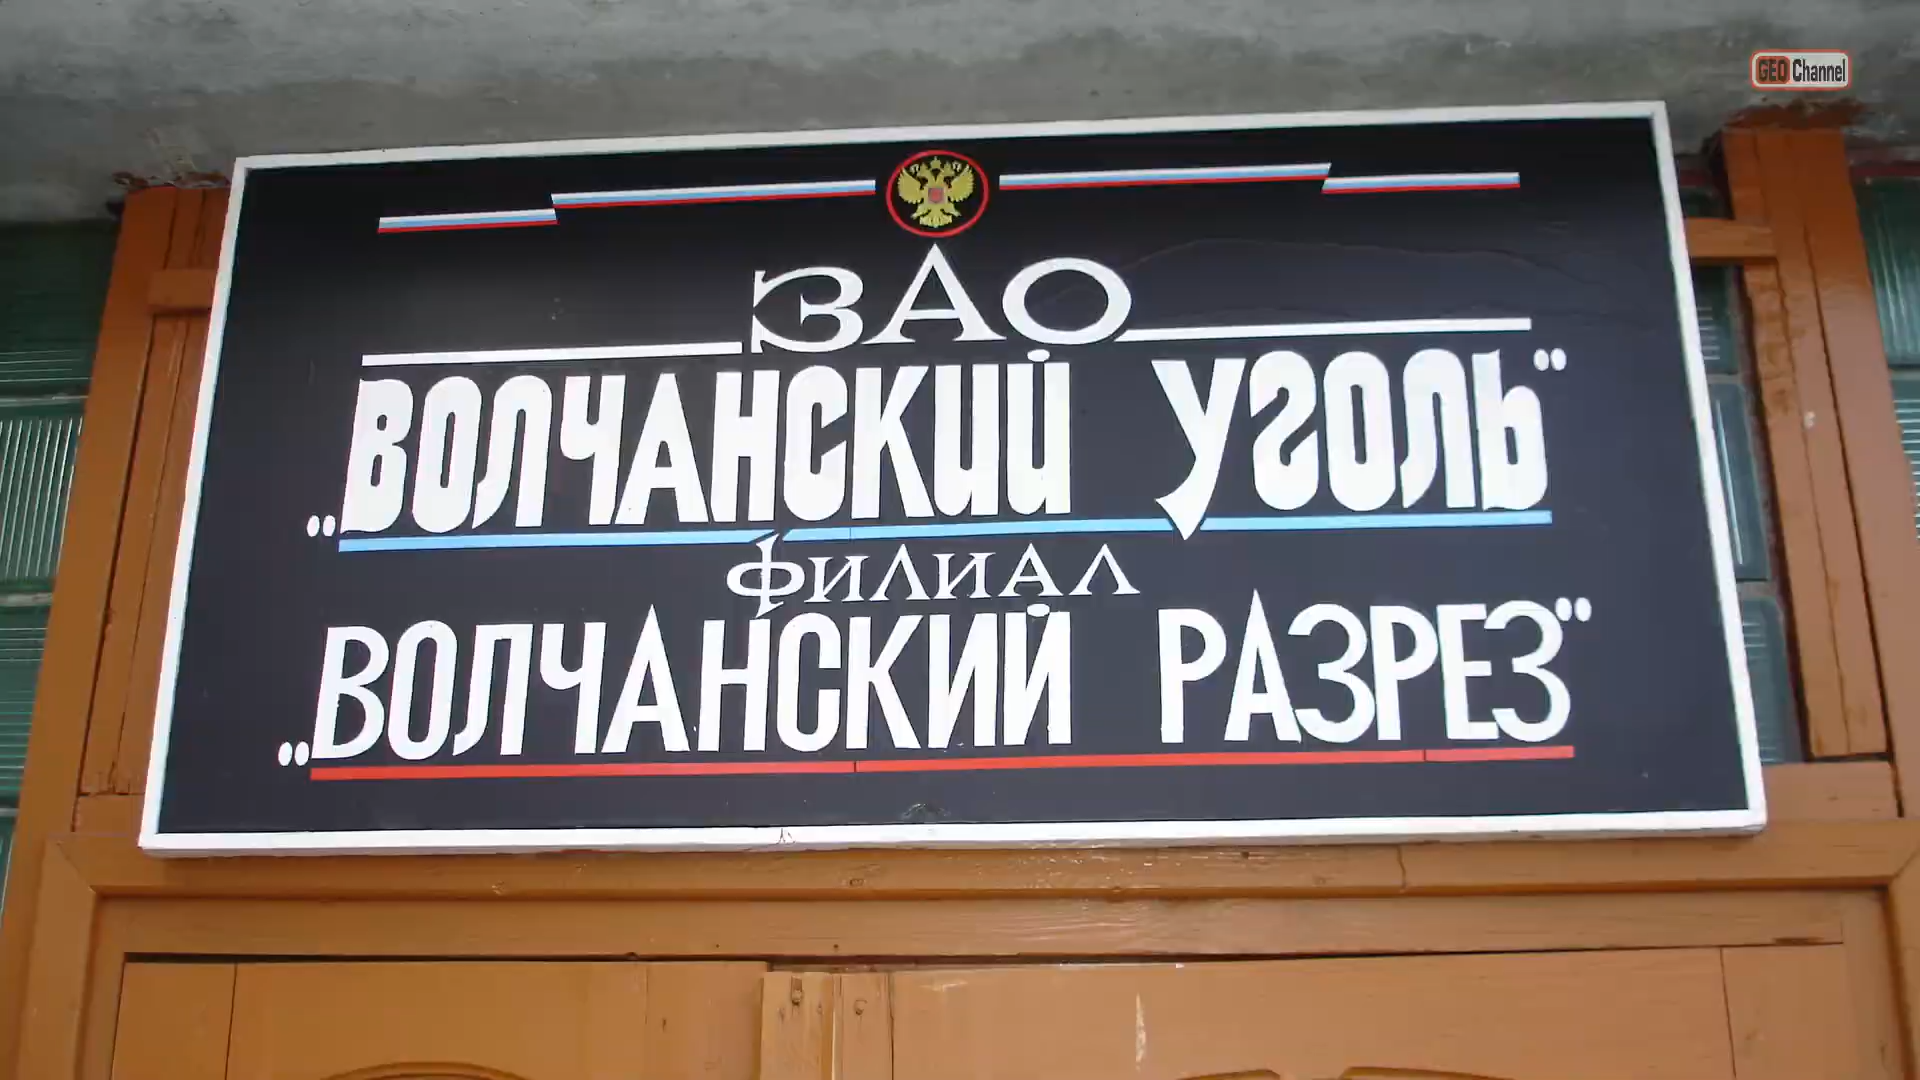 GEO Channel
ЗАО
„ВОЛЧАНСКИЙ УГОЛЬ"
ФИЛИАЛ
„ВОЛЧАНСКИЙ РАЗРЕЗ"